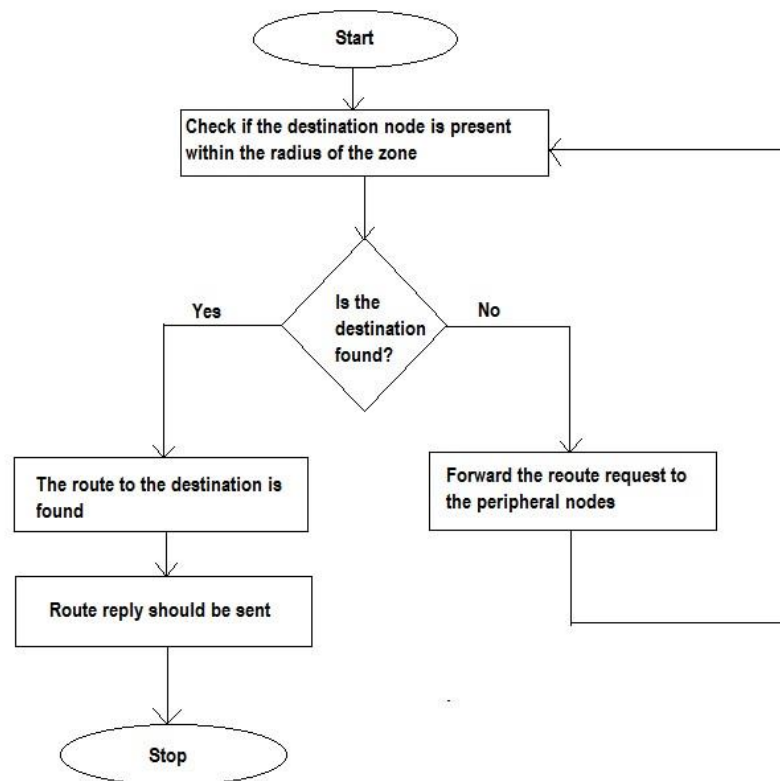 Start
Check if the destination node is present
within the radius of the zone
Is the
destination
found?
Yes
No
The route to the destination is
found
Forward the reoute request to
the peripheral nodes
Route reply should be sent
Stop